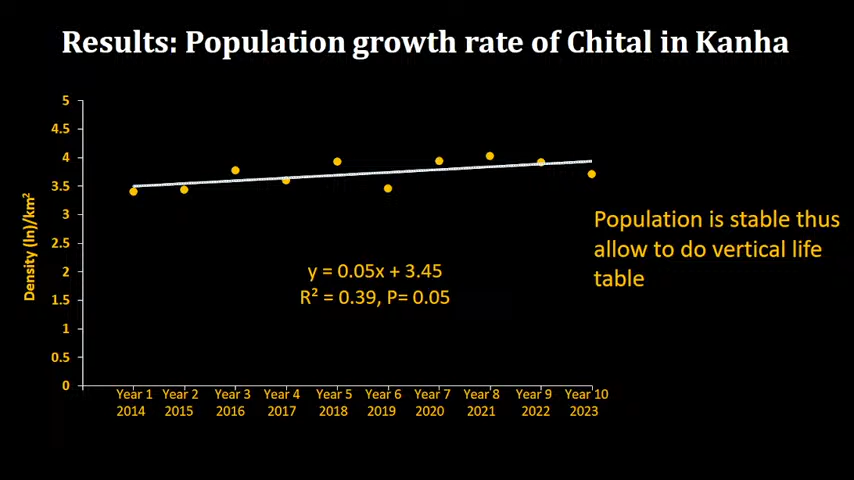 Results: Population growth rate of Chital in Kanha
5
4.5
4
3.5
3
2.5
2
1.5
1
0.5
0
Density (ln)/km²
y = 0.05x + 3.45
R² = 0.39, P= 0.05
Population is stable thus
allow to do vertical life
table
Year 1 Year 2 Year 3 Year 4 Year 5 Year 6 Year 7 Year 8 Year 9 Year 10
2014 2015 2016 2017 2018 2019 2020 2021 2022 2023